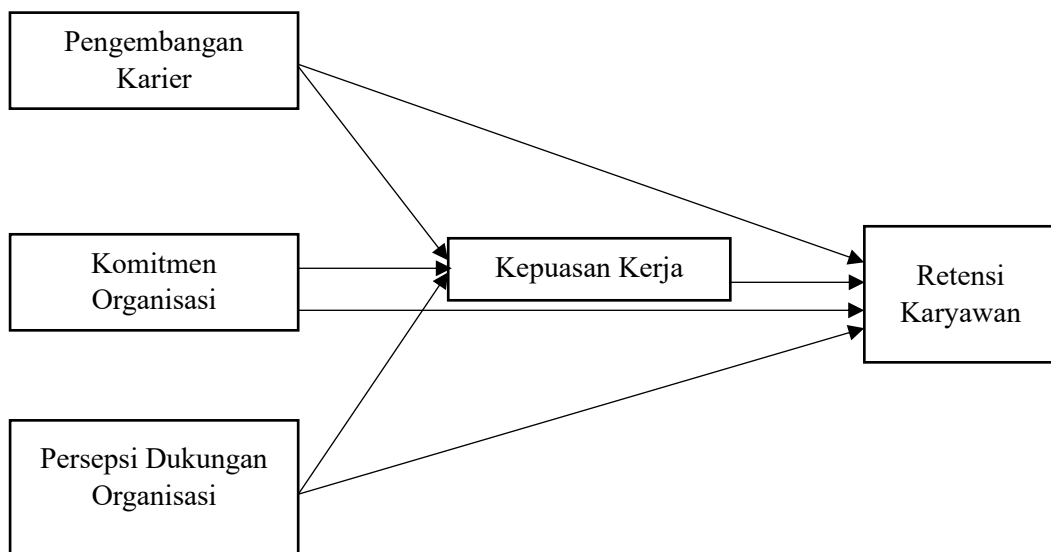 Pengembangan
Karier
Komitmen
Organisasi
Kepuasan Kerja
Retensi
Karyawan
Persepsi Dukungan
Organisasi